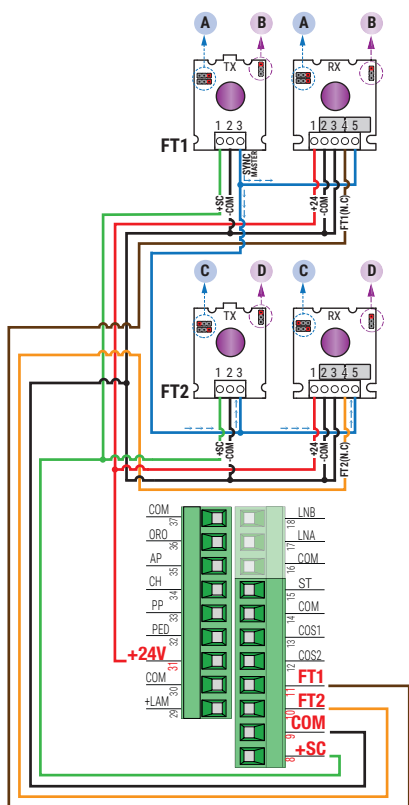 A B A B
TX RX
1 2 3 1 2 3 4 5
FT1
SYNC
MASTER
+SC -COM +24 -COM FT1(N.C)
C D C D
TX RX
1 2 3 1 2 3 4 5
FT2
+SC -COM +24 -COM FT2(N.C)
COM 37
ORO 36
AP 35
CH 34
PP 33
PED 32
+24V 31
COM 30
+LAM 29
18 LNB
17 LNA
16 COM
15 ST
14 COM
13 COS1
12 COS2
11 FT1
10 FT2
9 COM
8 +SC